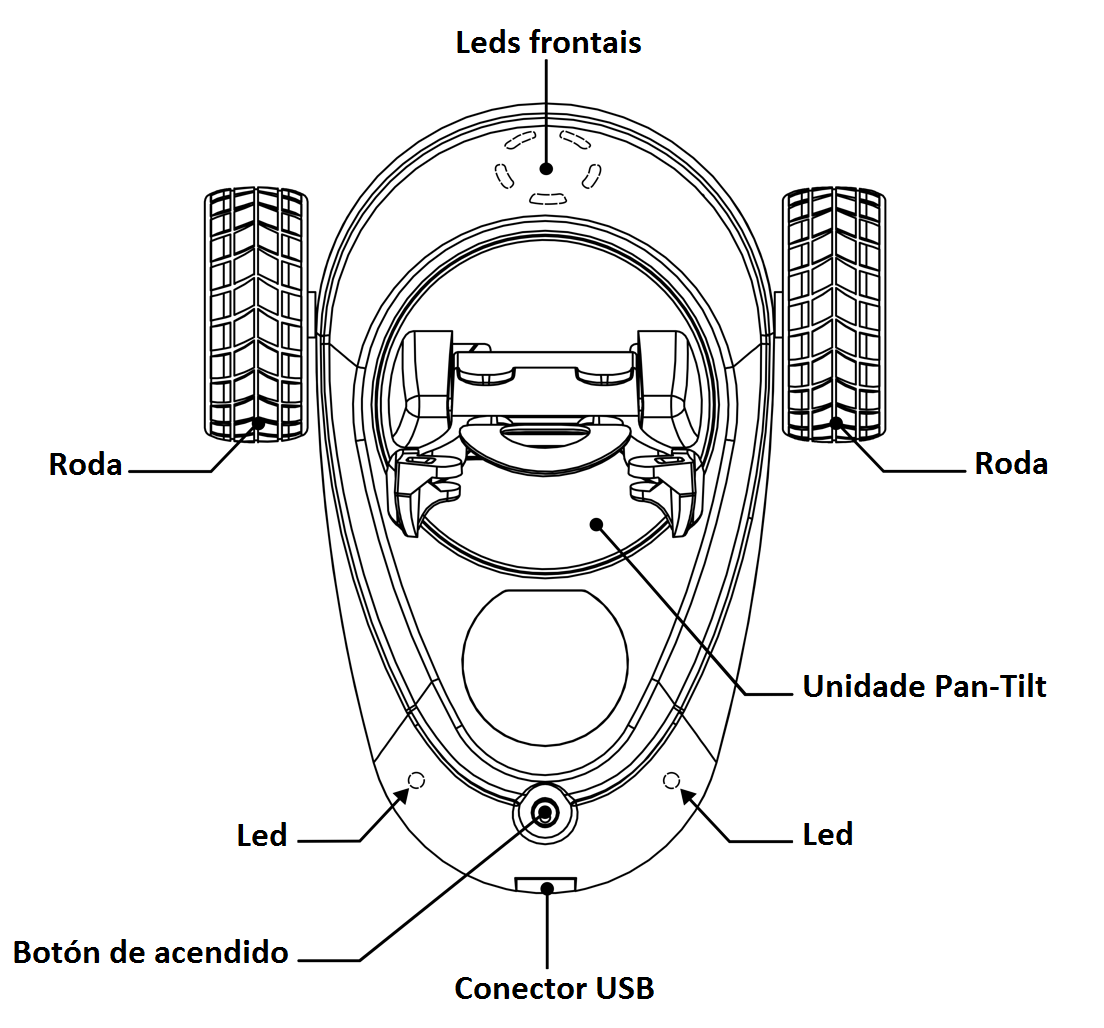 Leds frontais
Roda
Roda
Unidade Pan-Tilt
Led
Led
Botón de acendido
Conector USB